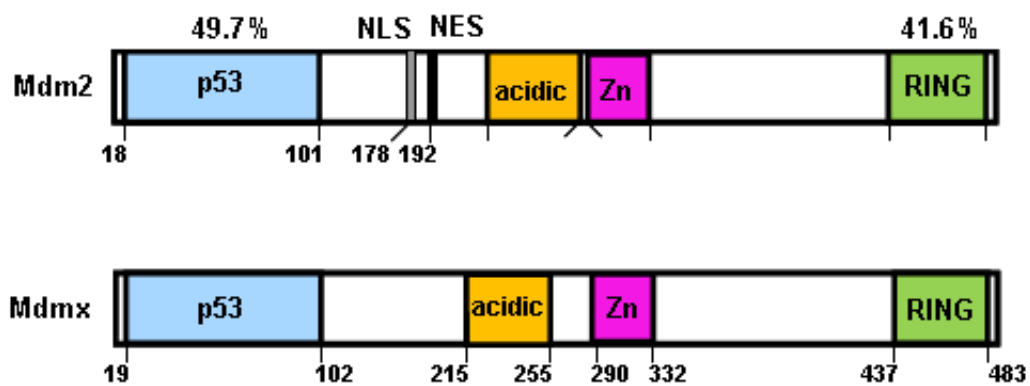 49.7% NLS NES 41.6%
Mdm2 p53 acidic Zn RING
18 101 178 192
Mdmx p53 acidic Zn RING
19 102 215 255 290 332 437 483